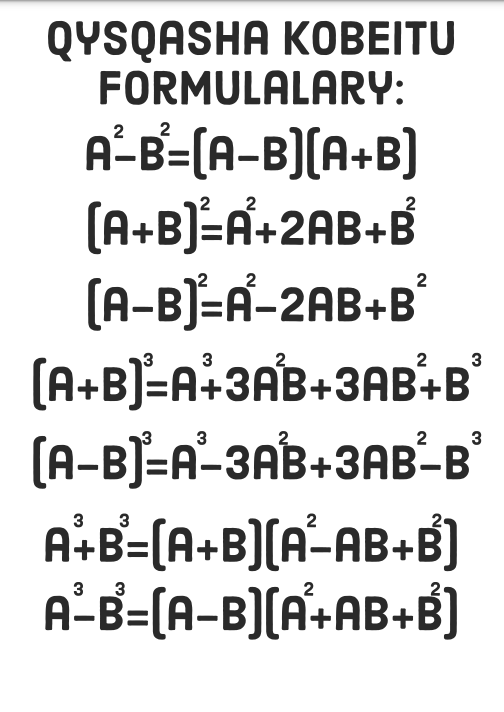 QYSQASHA KOBEITU
FORMULALARY:
A²-B²=(A-B)(A+B)
(A+B)²=A²+2AB+B²
(A-B)²=A²-2AB+B²
(A+B)³=A³+3A²B+3AB²+B³
(A-B)³=A³-3A²B+3AB²-B³
A³+B³=(A+B)(A²-AB+B²)
A³-B³=(A-B)(A²+AB+B²)